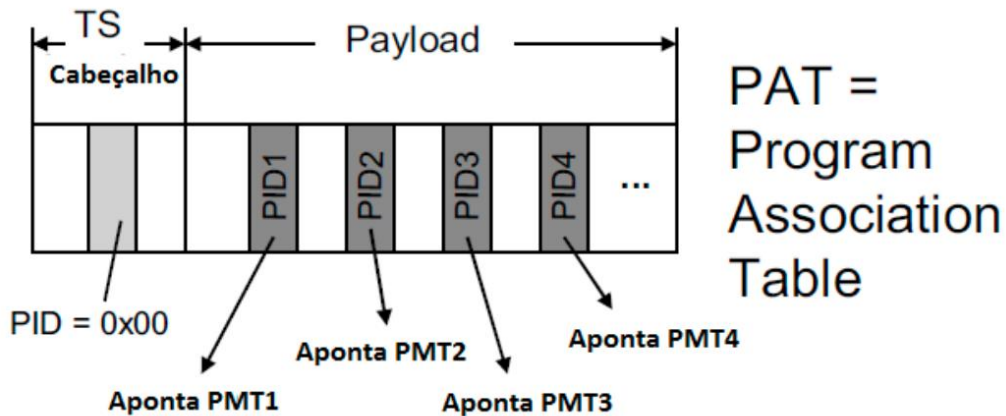 TS
Cabeçalho
Payload
PID1
PID2
PID3
PID4
...
PID = 0x00
Aponta PMT1
Aponta PMT2
Aponta PMT3
Aponta PMT4
PAT =
Program
Association
Table